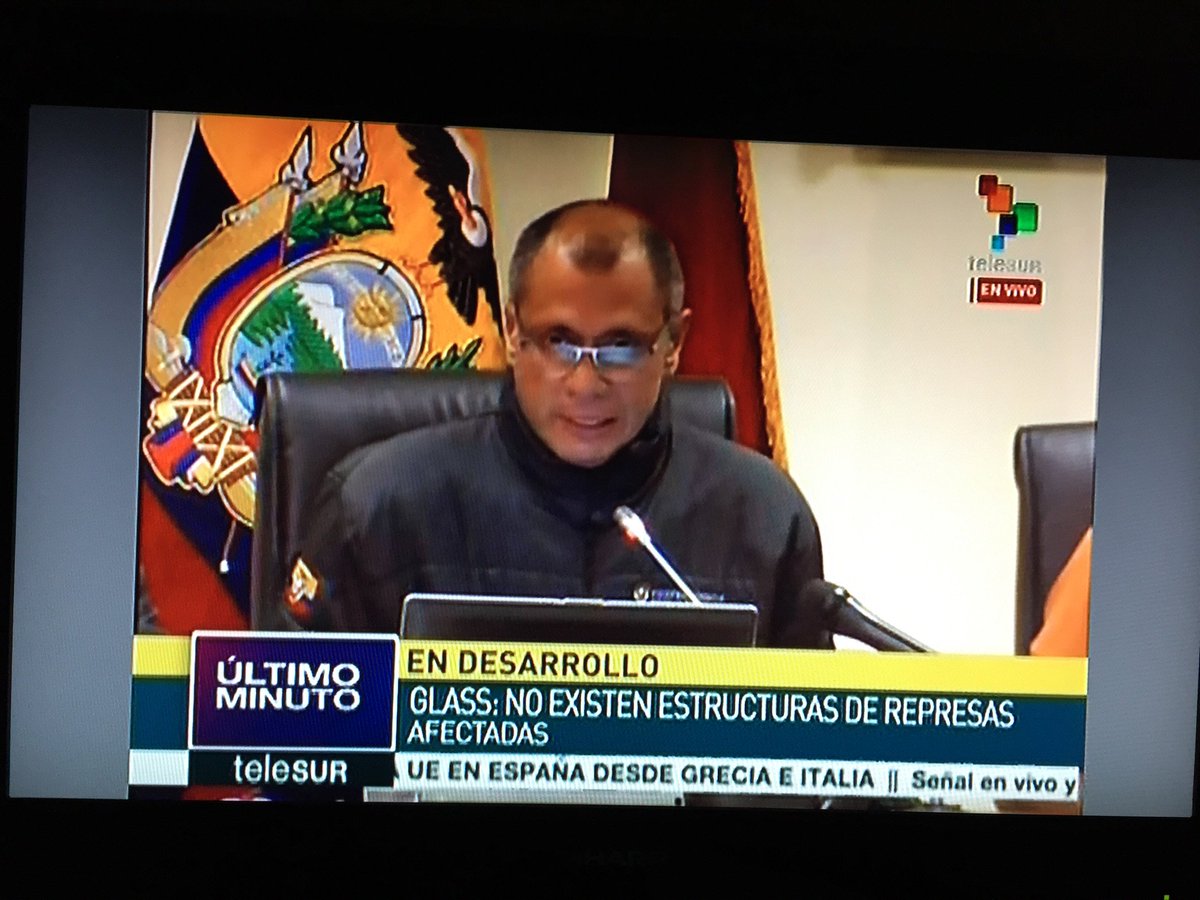 teleSUR
EN VIVO
ÚLTIMO
MINUTO
EN DESARROLLO
GLASS: NO EXISTEN ESTRUCTURAS DE REPRESAS
AFECTADAS
teleSUR
UE EN ESPAÑA DESDE GRECIA E ITALIA || Señal en vivo y